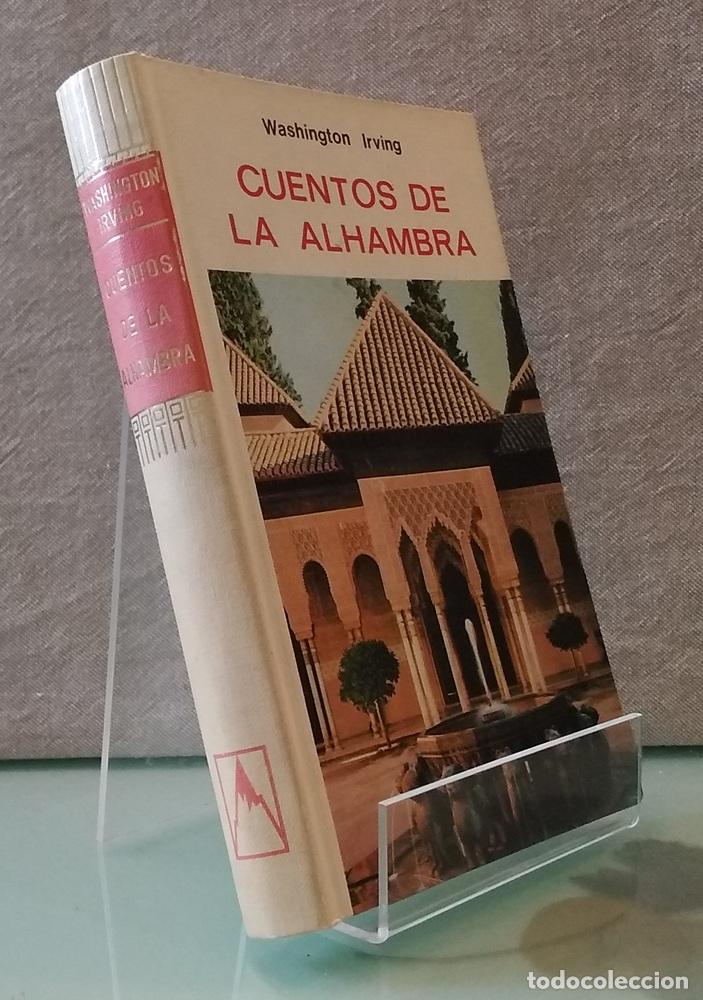 Washington Irving
CUENTOS DE
LA ALHAMBRA
WASHINGTON
IRVING
CUENTOS
DE LA
ALHAMBRA
todocoleccion